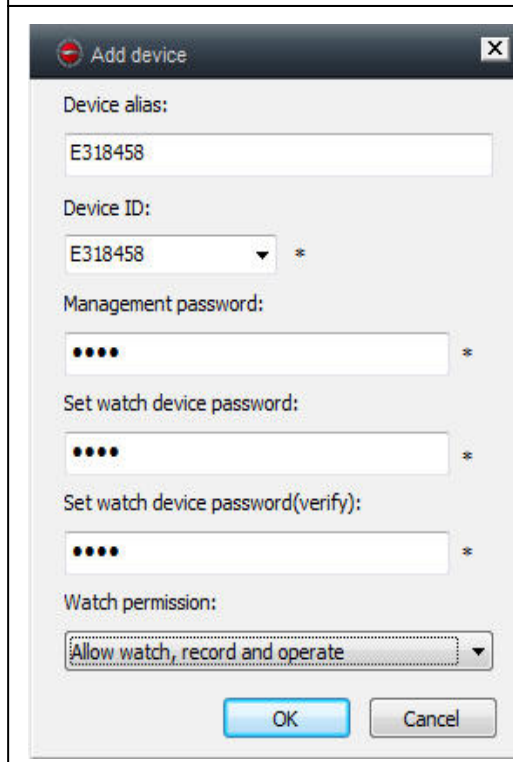 Add device
Device alias:
E318458
Device ID:
E318458 *
Management password:
•••• *
Set watch device password:
•••• *
Set watch device password(verify):
•••• *
Watch permission:
Allow watch, record and operate
OK Cancel